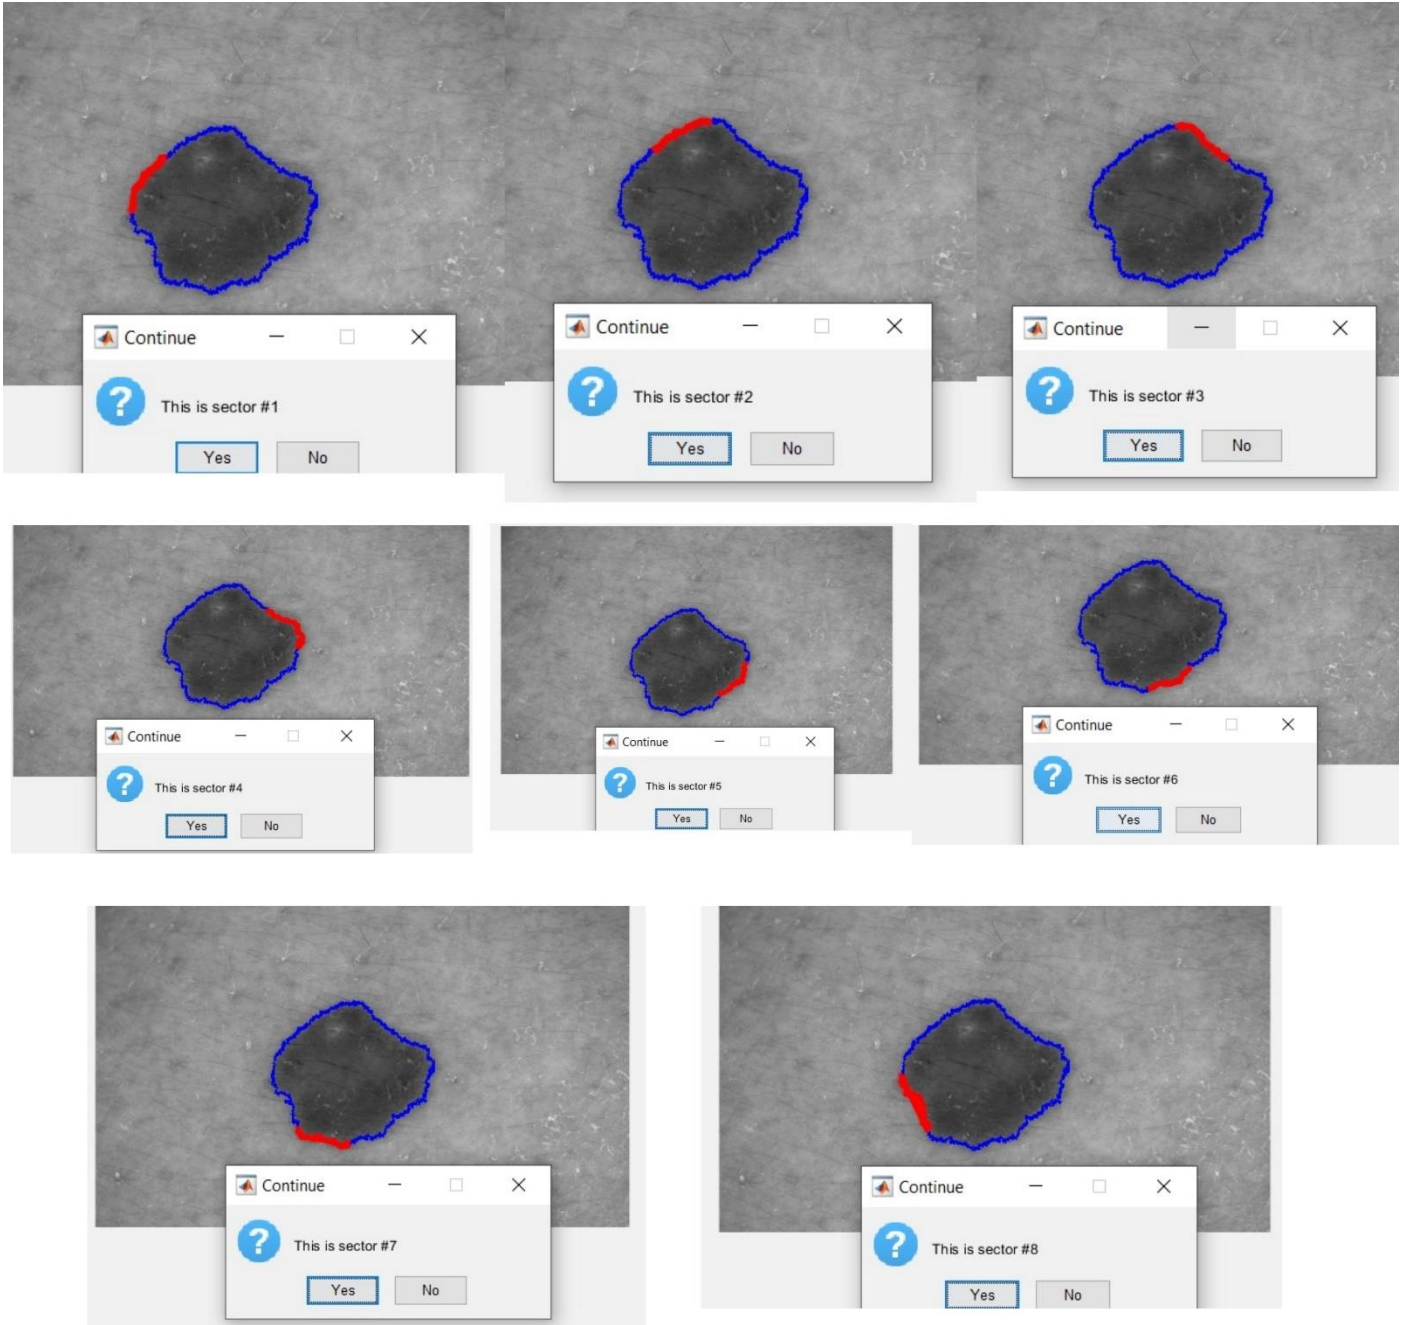 Continue
This is sector #1
Yes No
Continue
This is sector #2
Yes No
Continue
This is sector #3
Yes No
Continue
This is sector #4
Yes No
Continue
This is sector #5
Yes No
Continue
This is sector #6
Yes No
Continue
This is sector #7
Yes No
Continue
This is sector #8
Yes No